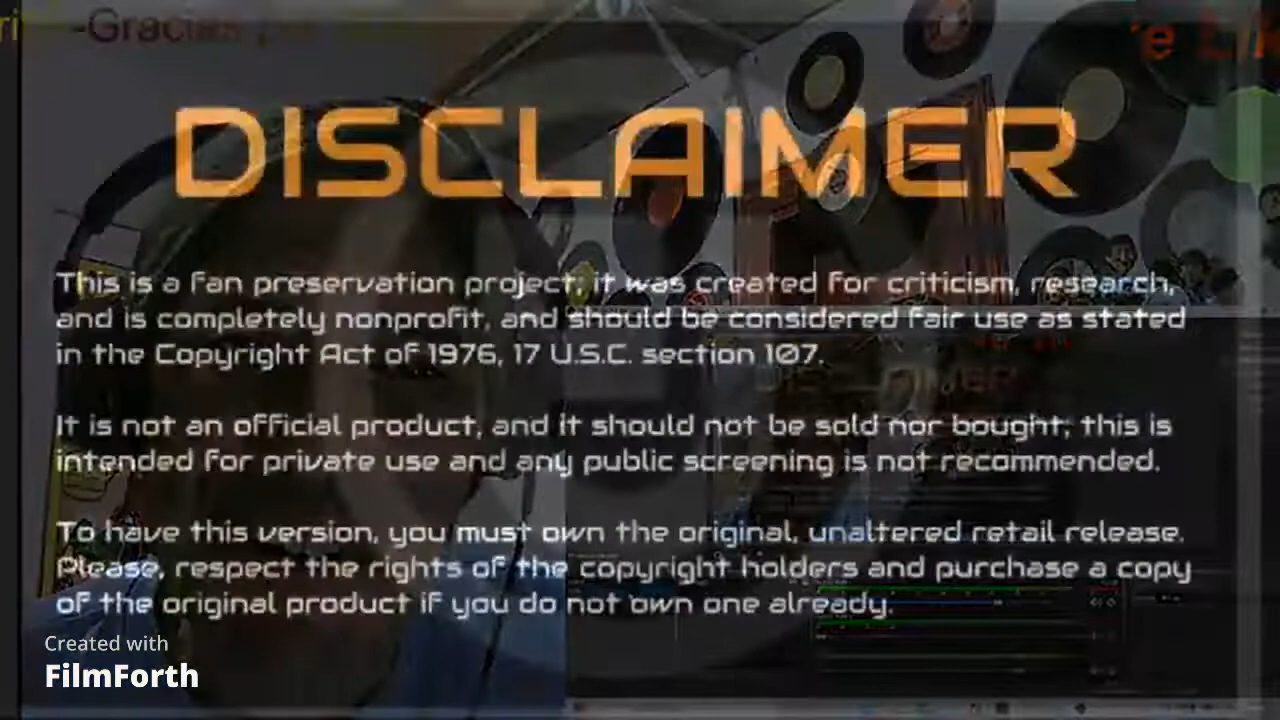 -Gracias
DISCLAIMER
This is a fan preservation project; it was created for criticism, research,
and is completely nonprofit, and should be considered fair use as stated
in the Copyright Act of 1976, 17 U.S.C. section 107.
It is not an official product, and it should not be sold nor bought; this is
intended for private use and any public screening is not recommended.
To have this version, you must own the original, unaltered retail release.
Please, respect the rights of the copyright holders and purchase a copy
of the original product if you do not own one already.
Created with
FilmForth